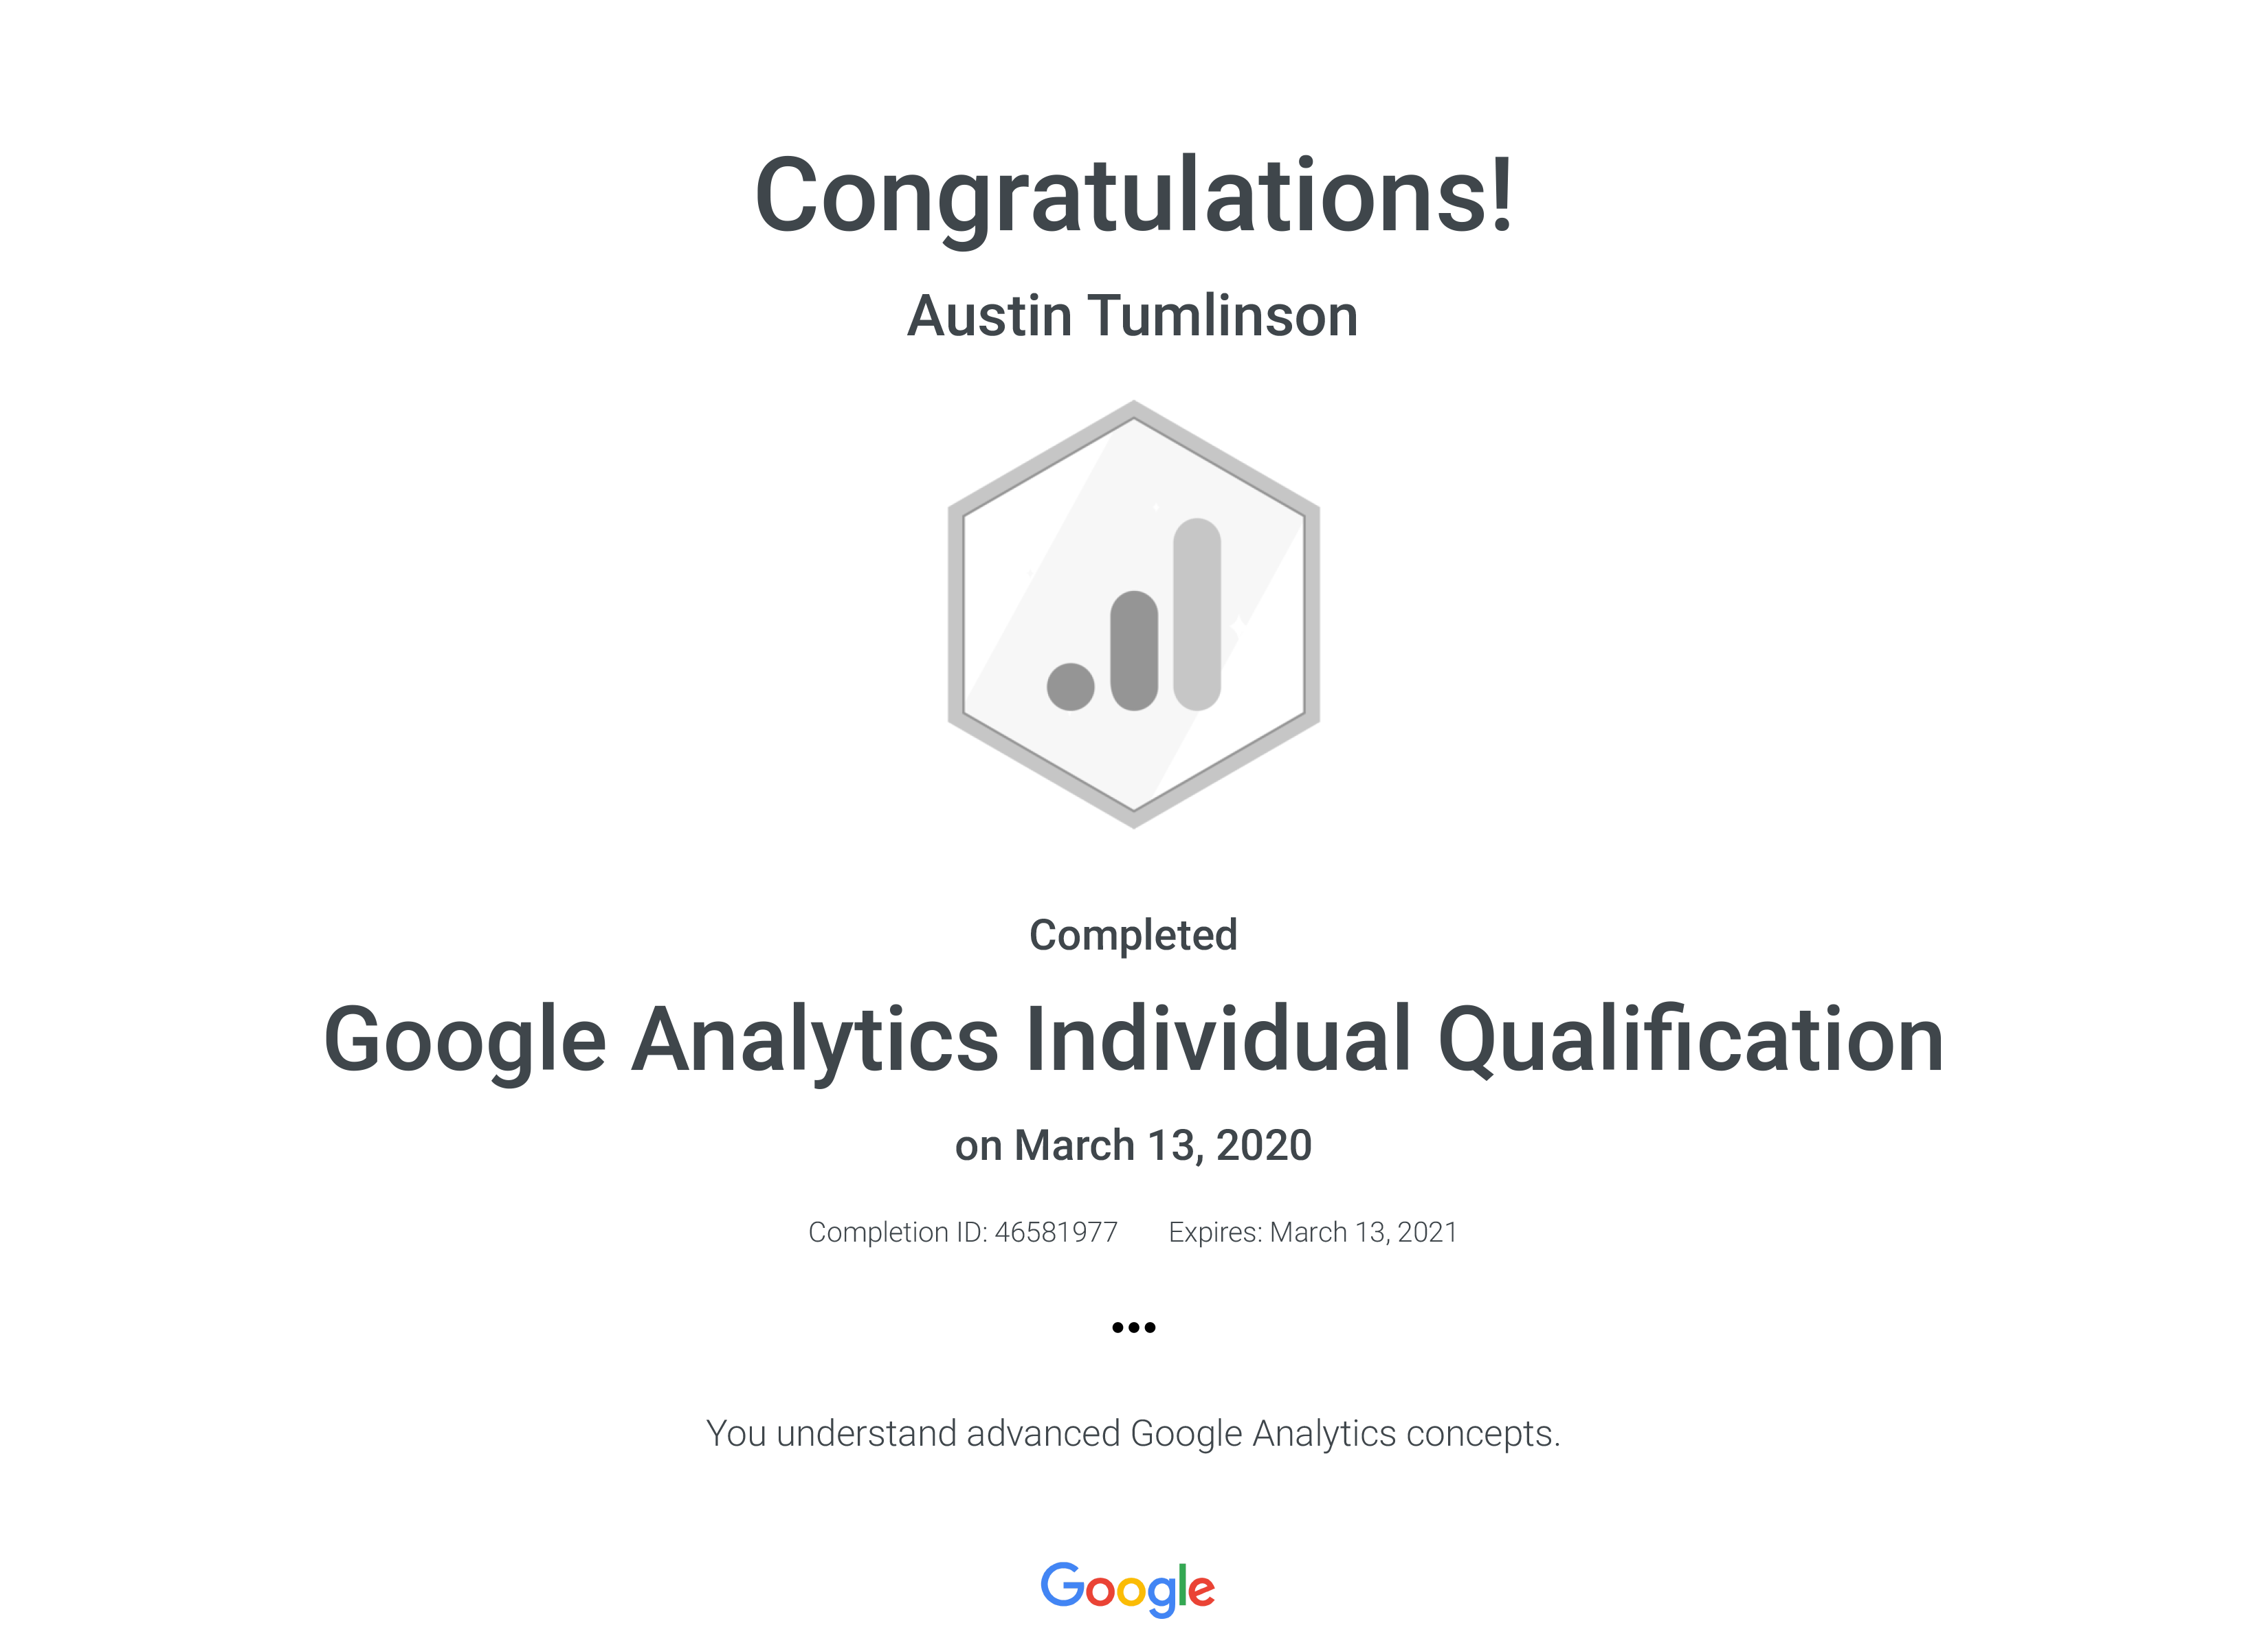 Congratulations!
Austin Tumlinson
Completed
Google Analytics Individual Qualification
on March 13, 2020
Completion ID: 46581977 Expires: March 13, 2021
•••
You understand advanced Google Analytics concepts.
Google